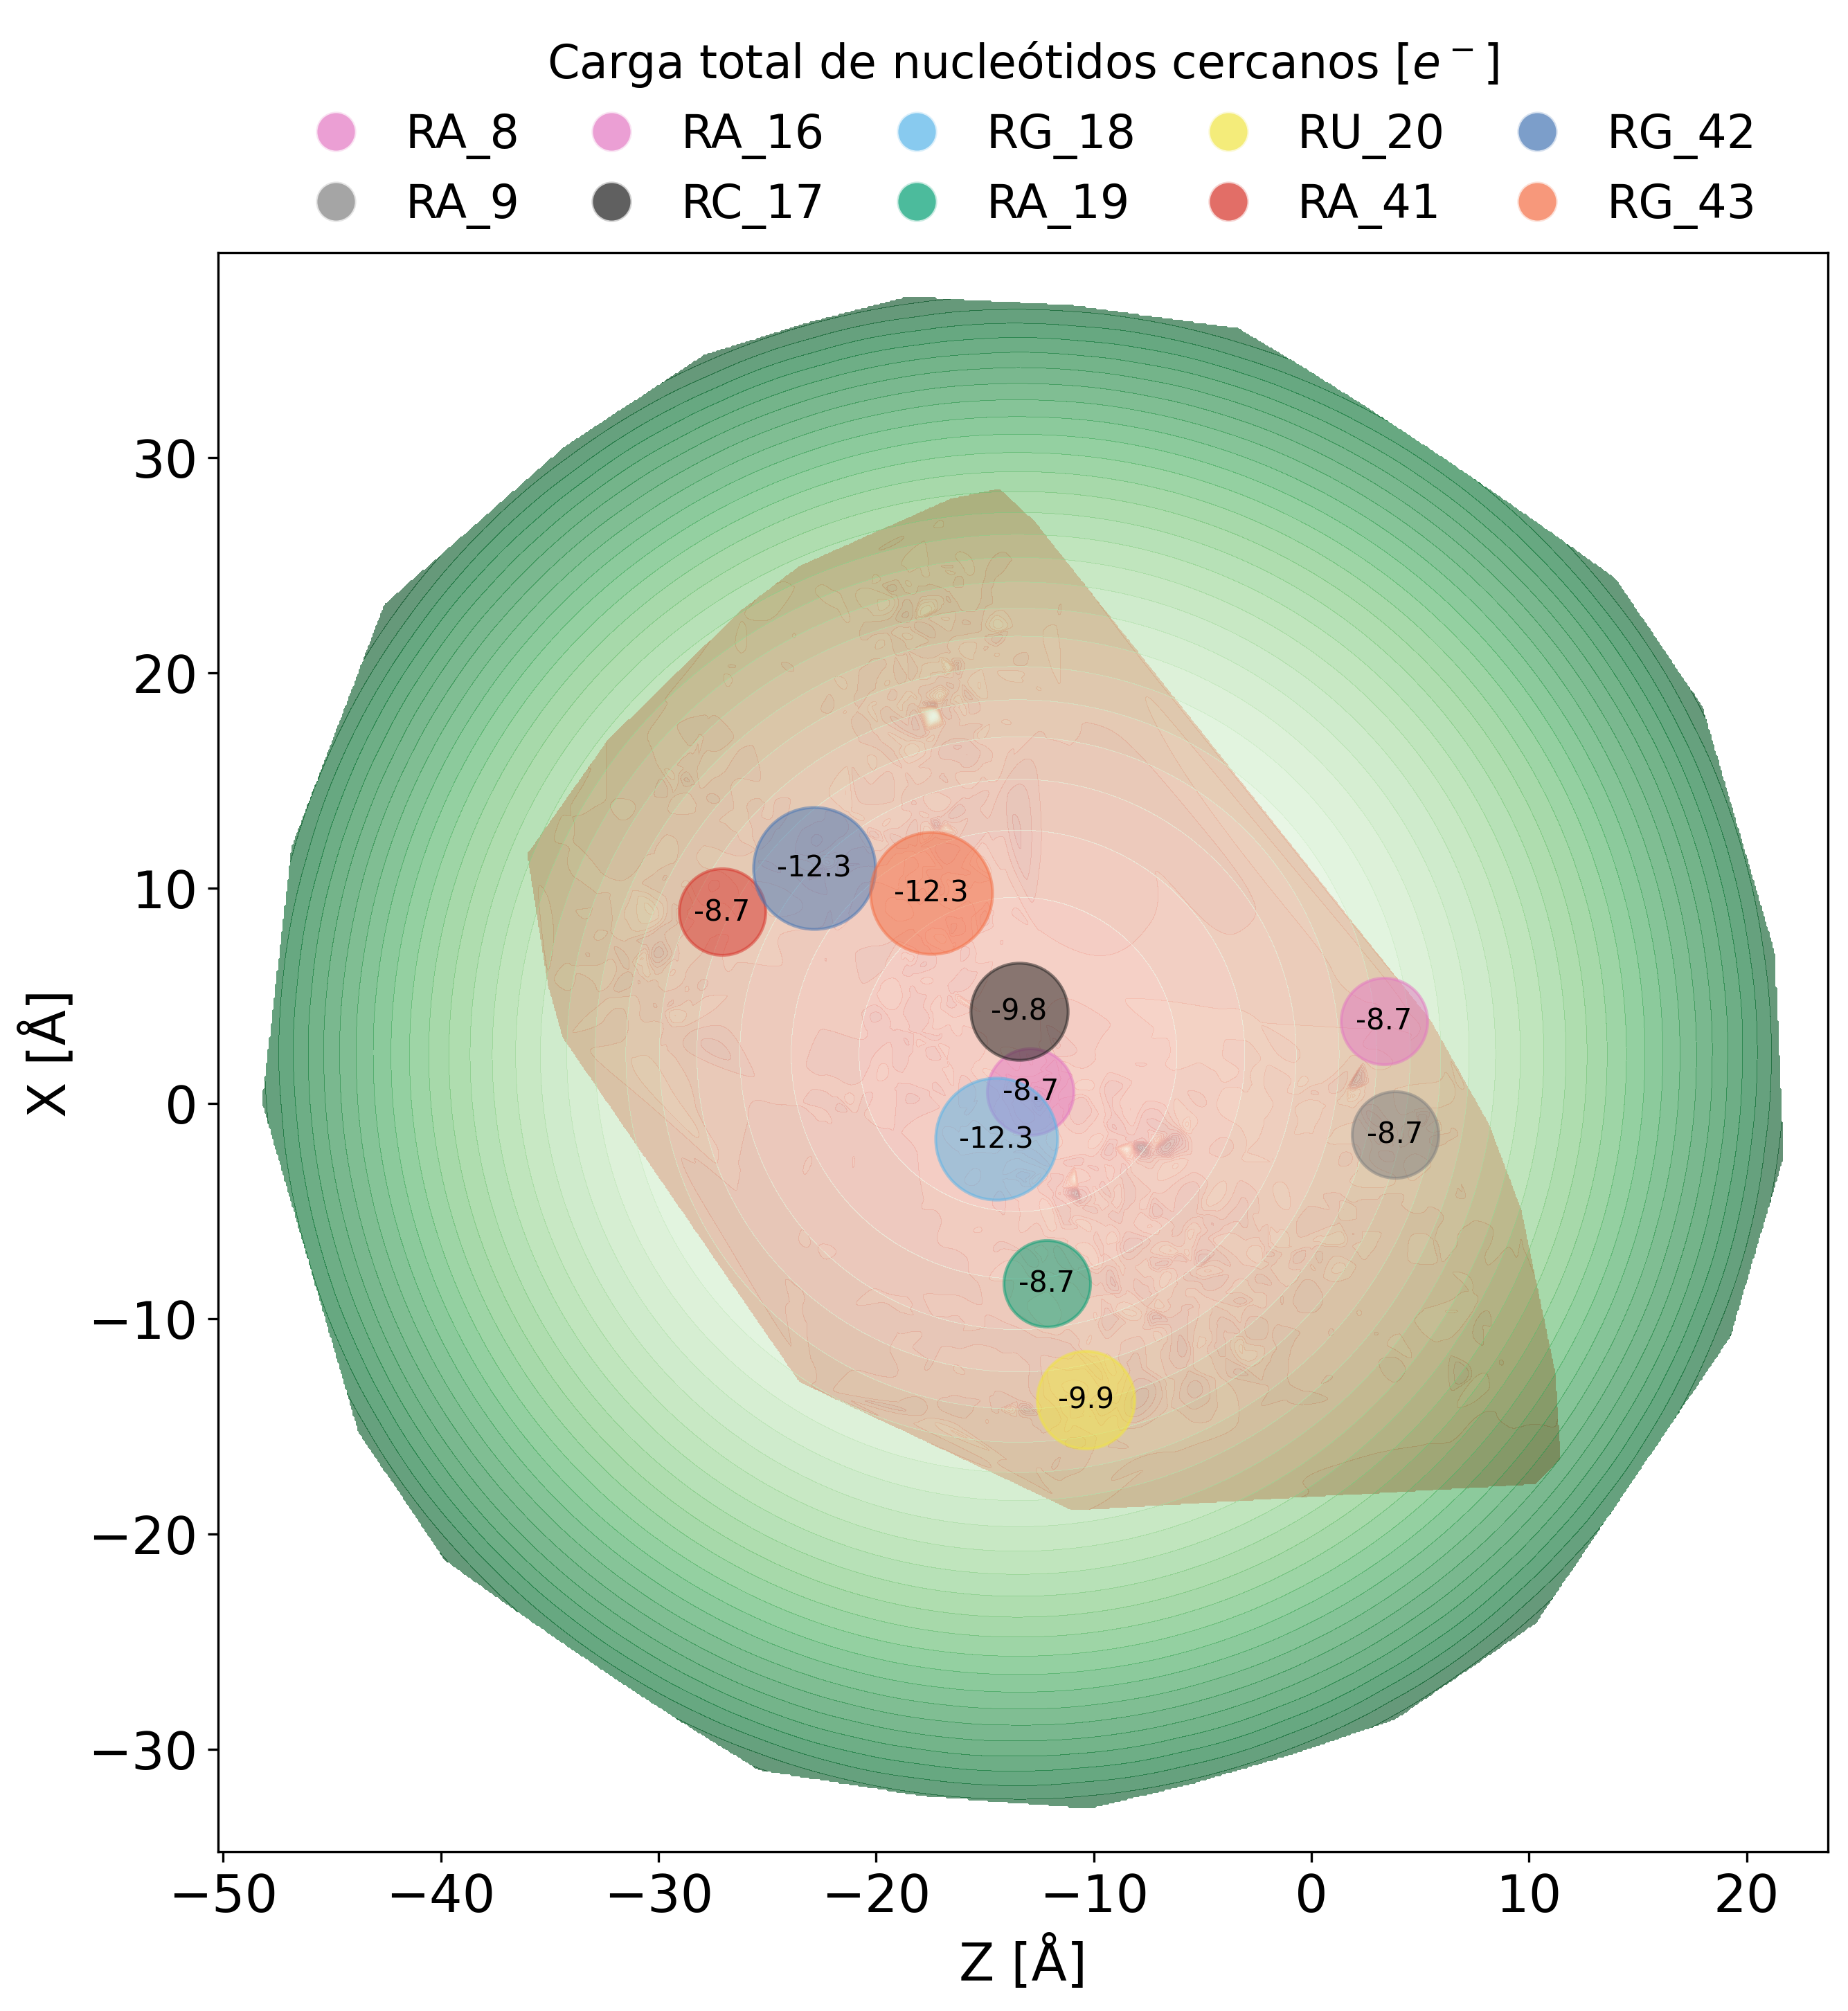 Carga total de nucleótidos cercanos [e⁻]
RA_8 RA_16 RG_18 RU_20 RG_42
RA_9 RC_17 RA_19 RA_41 RG_43
30
20
10
0
−10
−20
−30
X [Å]
-12.3
-12.3
-8.7
-9.8
-8.7
-8.7
-12.3
-8.7
-8.7
-9.9
−50 −40 −30 −20 −10 0 10 20
Z [Å]